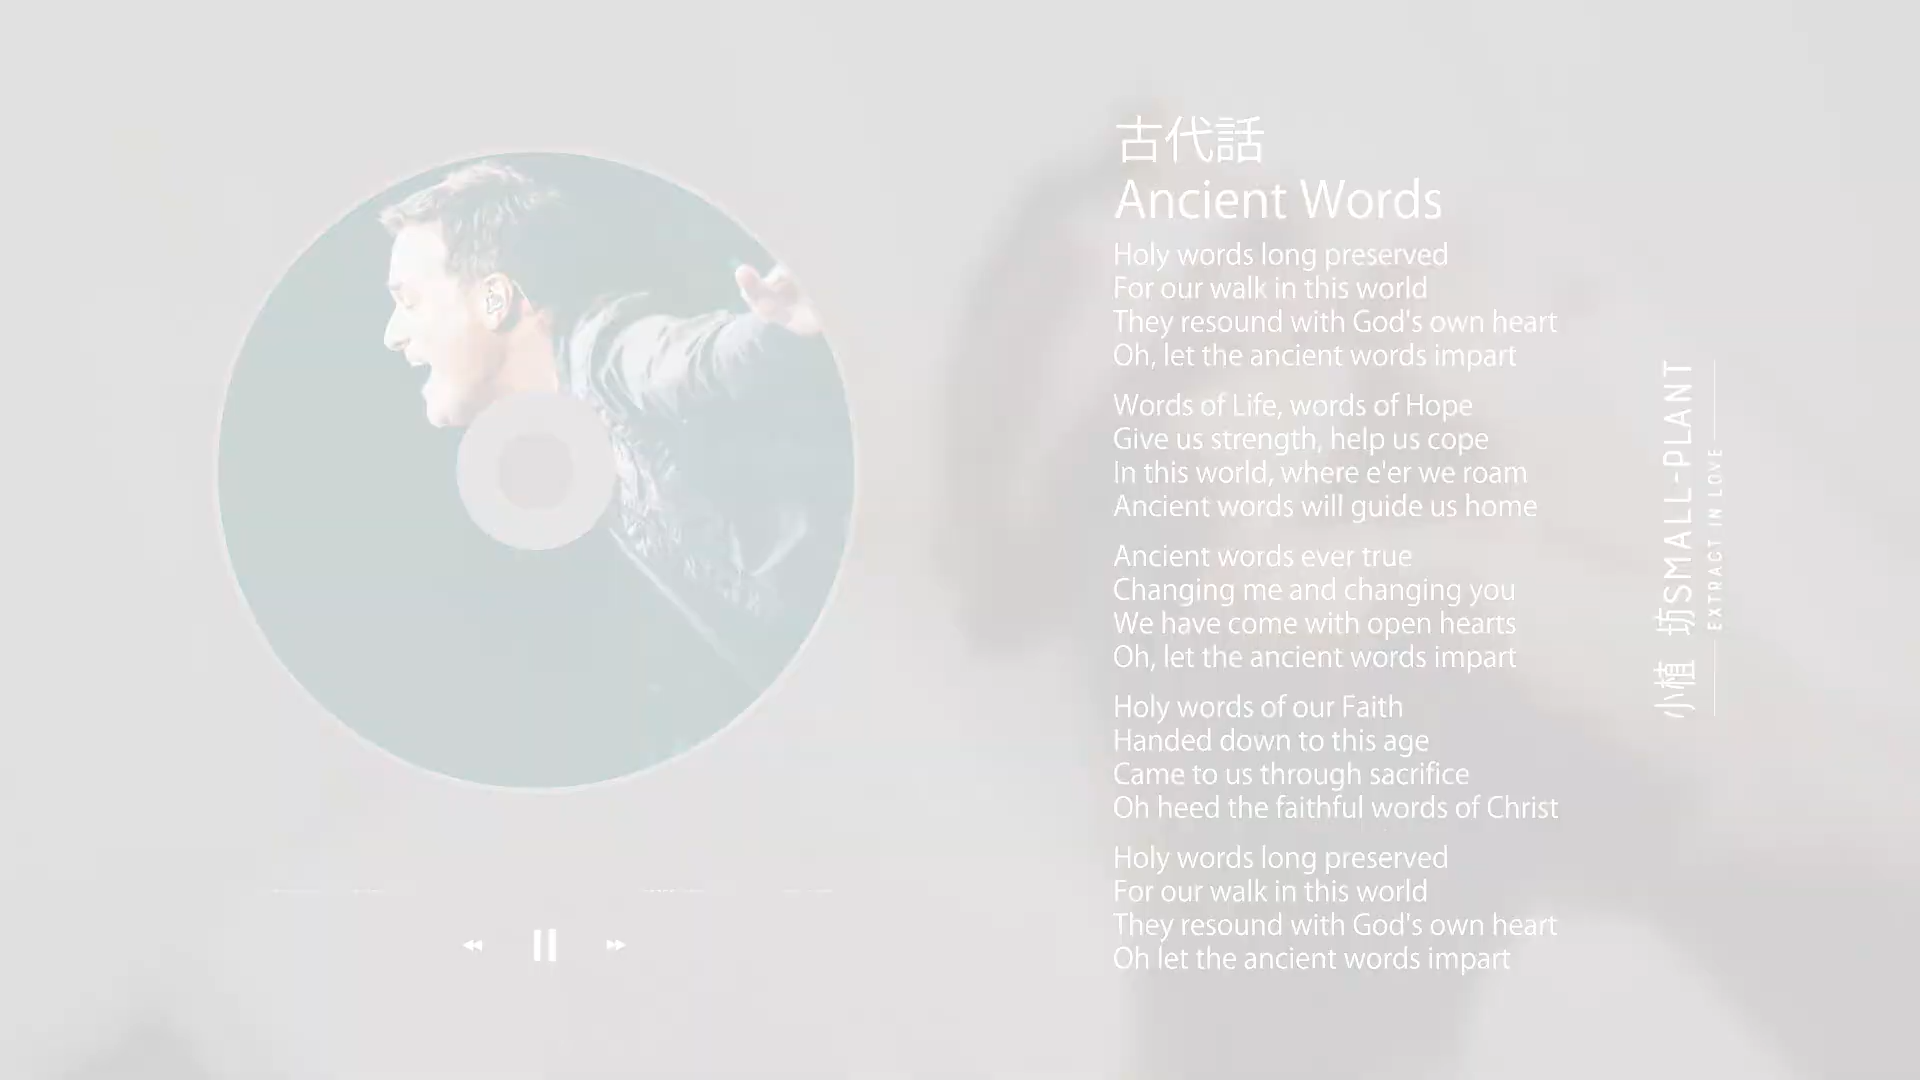 古代話
Ancient Words
Holy words long preserved
For our walk in this world
They resound with God's own heart
Oh, let the ancient words impart
Words of Life, words of Hope
Give us strength, help us cope
In this world, where e'er we roam
Ancient words will guide us home
Ancient words ever true
Changing me and changing you
We have come with open hearts
Oh, let the ancient words impart
Holy words of our Faith
Handed down to this age
Came to us through sacrifice
Oh heed the faithful words of Christ
Holy words long preserved
For our walk in this world
They resound with God's own heart
Oh let the ancient words impart
小植 坊SMALL-PLANT
EXTRACT IN LOVE